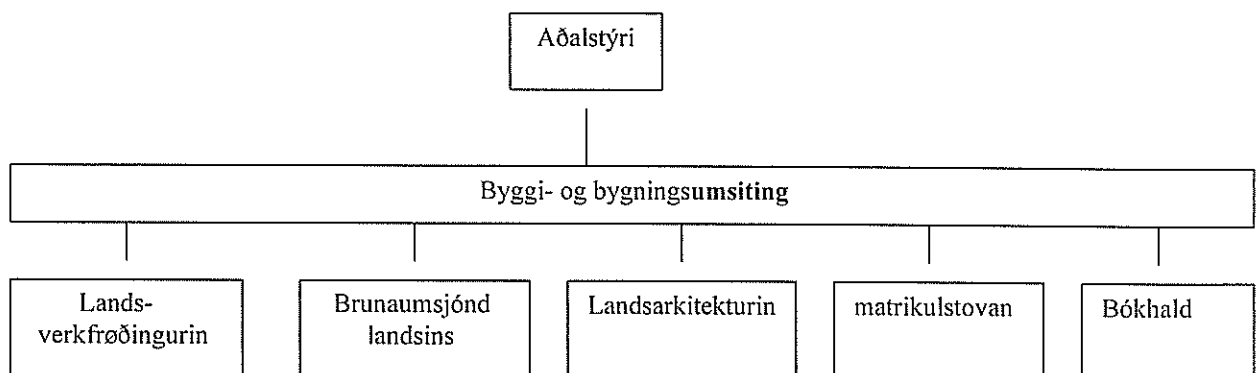 Aðalstýri
Byggi- og bygningsumsiting
Lands-
verkfrøðingurin
Brunaumsjónd
landsins
Landsarkitekturin
matrikulstovan
Bókhald